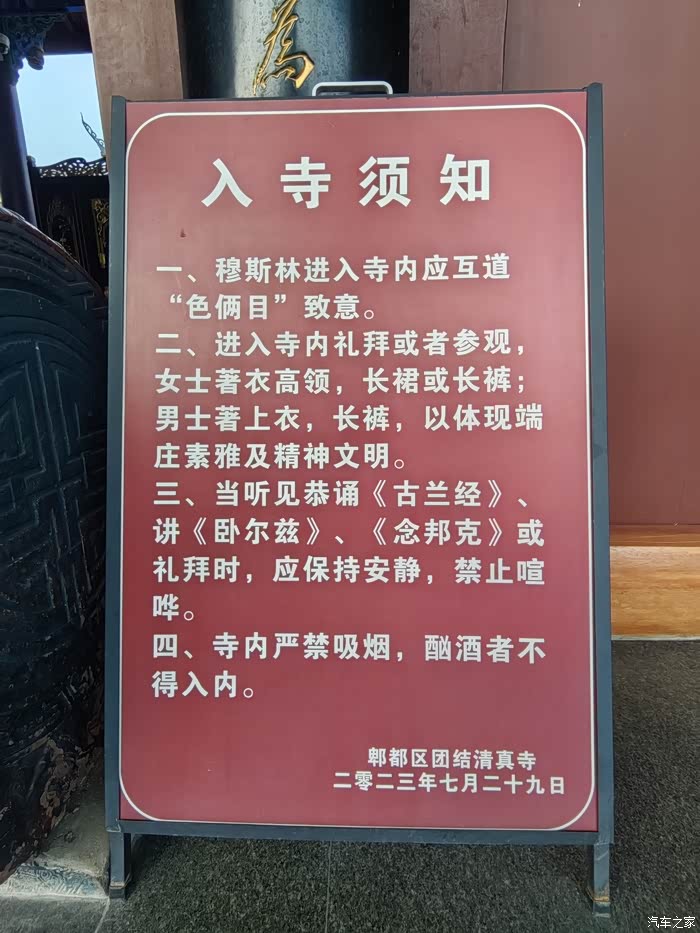 為
入寺须知
一、穆斯林进入寺内应互道
“色俩目”致意。
二、进入寺内礼拜或者参观，
女士著衣高领，长裙或长裤；
男士著上衣，长裤，以体现端
庄素雅及精神文明。
三、当听见恭诵《古兰经》、
讲《卧尔兹》、《念邦克》或
礼拜时，应保持安静，禁止喧
哗。
四、寺内严禁吸烟，酗酒者不
得入内。
郫都区团结清真寺
二零二三年七月二十九日
汽车之家